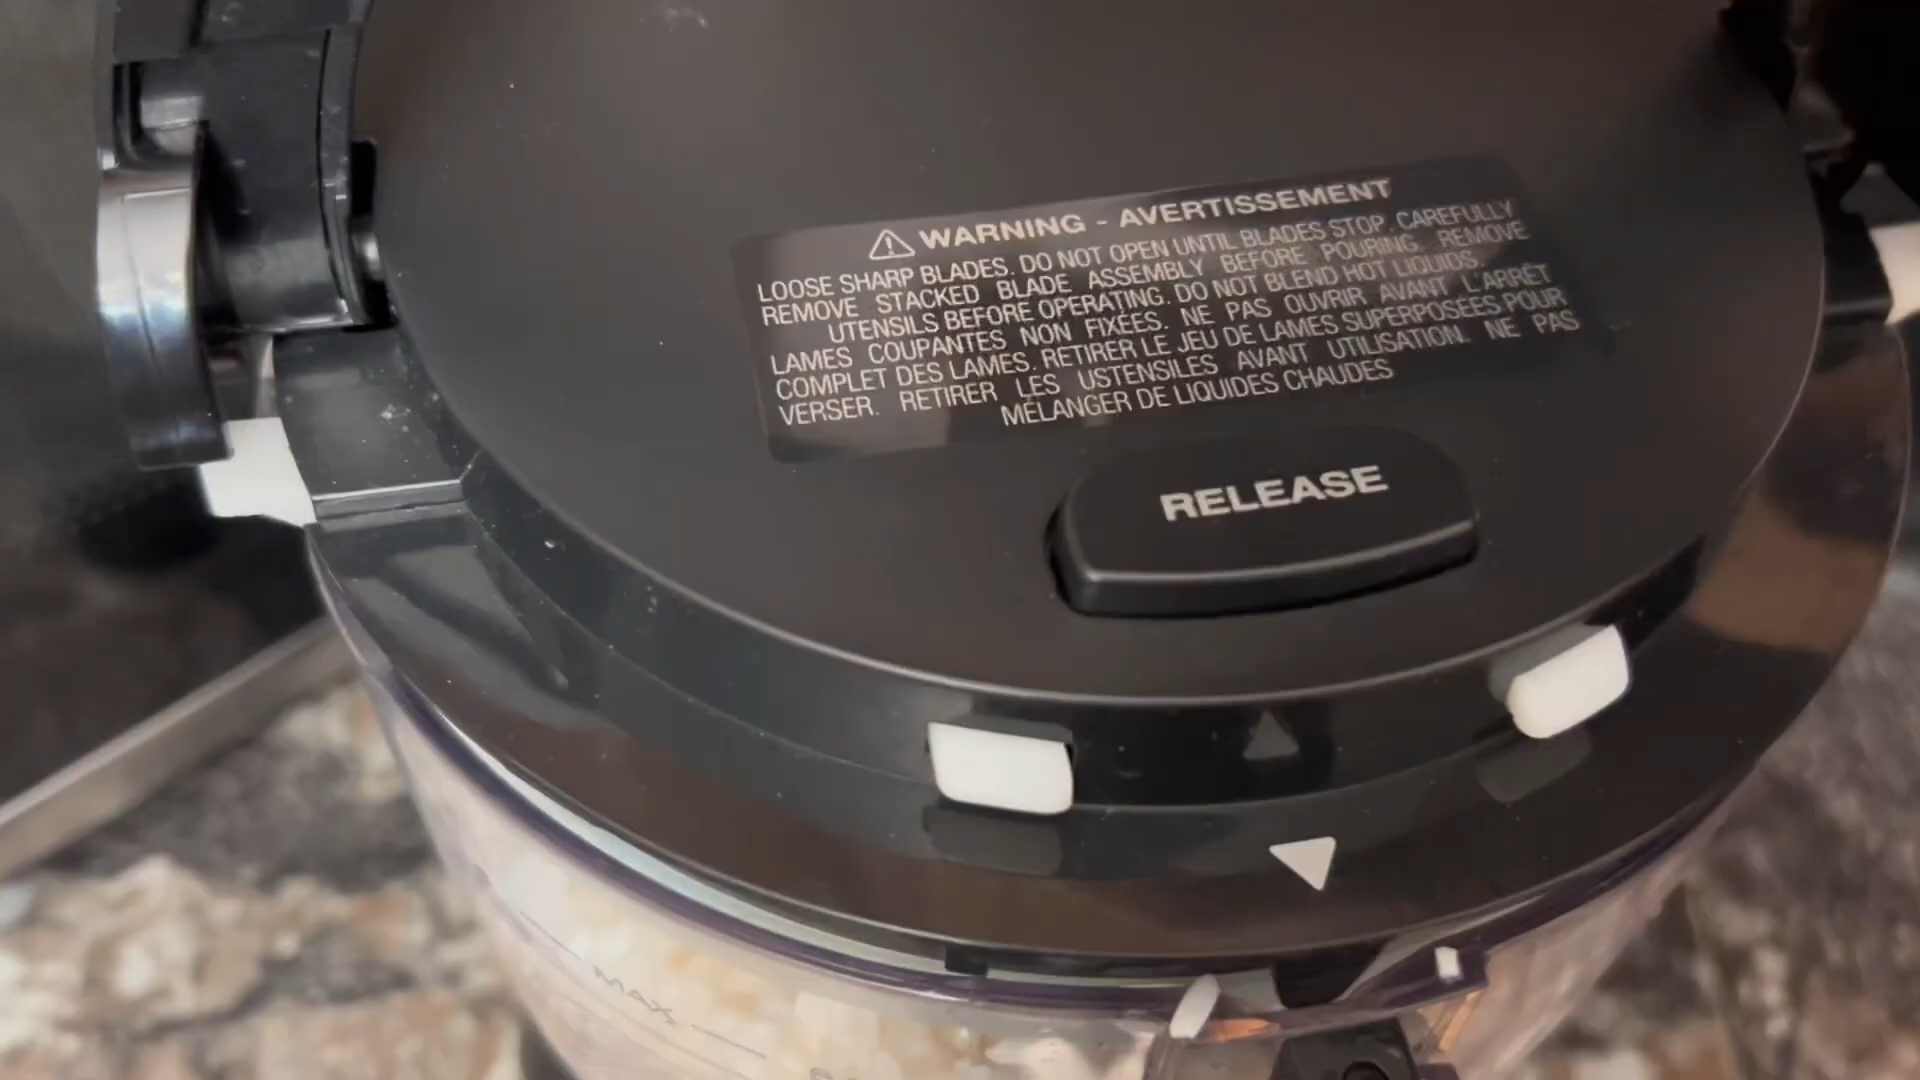 ⚠ WARNING - AVERTISSEMENT
LOOSE SHARP BLADES. DO NOT OPEN UNTIL BLADES STOP. CAREFULLY
REMOVE STACKED BLADE ASSEMBLY BEFORE POURING. REMOVE
UTENSILS BEFORE OPERATING. DO NOT BLEND HOT LIQUIDS.
LAMES COUPANTES NON FIXÉES. NE PAS OUVRIR AVANT L'ARRÊT
COMPLET DES LAMES. RETIRER LE JEU DE LAMES SUPERPOSÉES POUR
VERSER. RETIRER LES USTENSILES AVANT UTILISATION. NE PAS
MÉLANGER DE LIQUIDES CHAUDES
RELEASE
MAX